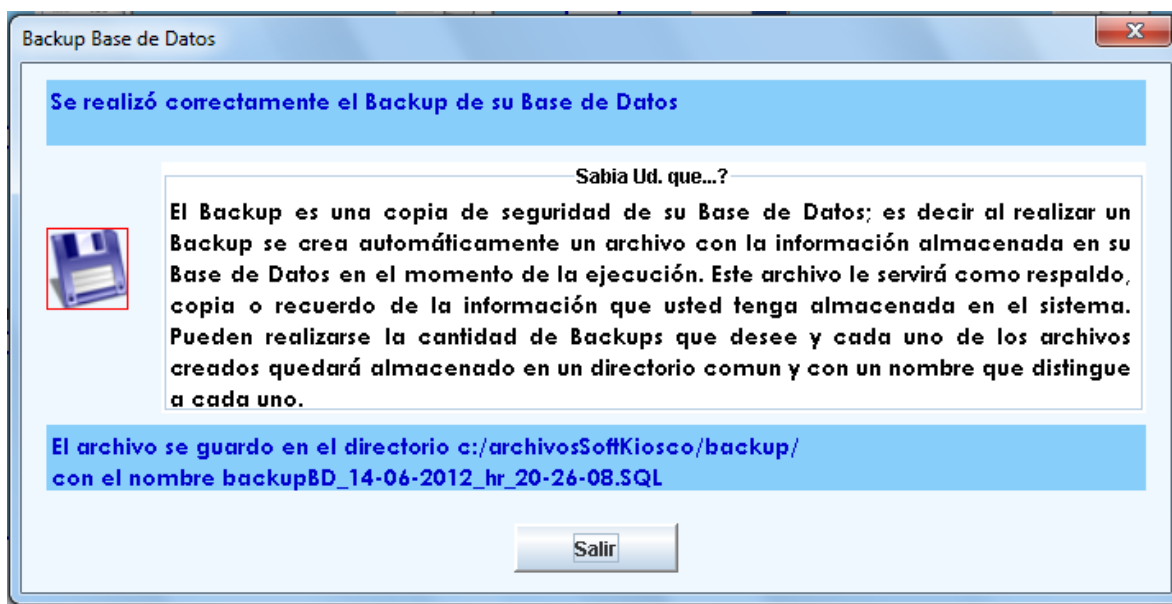 Backup Base de Datos
Se realizó correctamente el Backup de su Base de Datos
Sabia Ud. que...?
El Backup es una copia de seguridad de su Base de Datos; es decir al realizar un
Backup se crea automáticamente un archivo con la información almacenada en su
Base de Datos en el momento de la ejecución. Este archivo le servirá como respaldo,
copia o recuerdo de la información que usted tenga almacenada en el sistema.
Pueden realizarse la cantidad de Backups que desee y cada uno de los archivos
creados quedará almacenado en un directorio comun y con un nombre que distingue
a cada uno.
El archivo se guardo en el directorio c:/archivosSoftKiosco/backup/
con el nombre backupBD_14-06-2012_hr_20-26-08.SQL
Salir